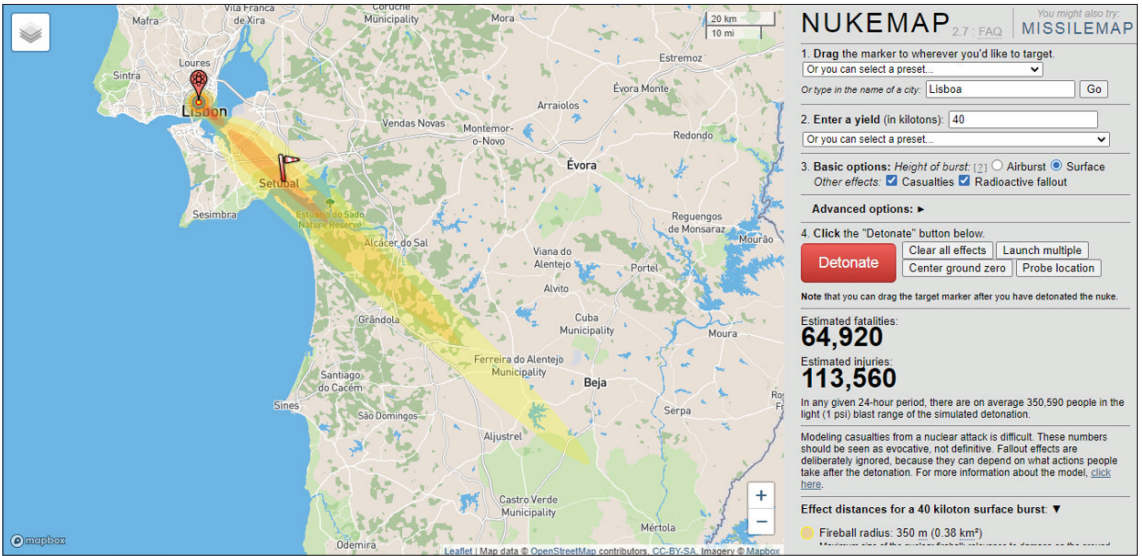 Mafra
Vila Franca
de Xira
Coruche
Municipality
Mora
20 km
10 mi
Estremoz
Sintra
Loures
Évora Monte
Lisbon
Arraiolos
Vendas Novas
Montemor-
o-Novo
Redondo
Évora
Setubal
Sesimbra
Estuário do Sado
Nature Reserve
Reguengos
de Monsaraz
Mourão
Alcácer do Sal
Viana do
Alentejo
Portel
Alvito
Grândola
Cuba
Municipality
Moura
Ferreira do Alentejo
Municipality
Santiago
do Cacém
Beja
Sines
São Domingos
Serpa
Aljustrel
Castro Verde
Municipality
Mértola
Odemira
+
−
mapbox
Leaflet | Map data © OpenStreetMap contributors, CC-BY-SA, Imagery © Mapbox
NUKEMAP 2.7 : FAQ
You might also try:
MISSILEMAP
1. Drag the marker to wherever you'd like to target.
Or you can select a preset...
Or type in the name of a city: Lisboa Go
2. Enter a yield (in kilotons): 40
Or you can select a preset...
3. Basic options: Height of burst: [?] Airburst Surface
Other effects: Casualties Radioactive fallout
Advanced options: ►
4. Click the "Detonate" button below.
Detonate
Clear all effects Launch multiple
Center ground zero Probe location
Note that you can drag the target marker after you have detonated the nuke.
Estimated fatalities:
64,920
Estimated injuries:
113,560
In any given 24-hour period, there are on average 350,590 people in the
light (1 psi) blast range of the simulated detonation.
Modeling casualties from a nuclear attack is difficult. These numbers
should be seen as evocative, not definitive. Fallout effects are
deliberately ignored, because they can depend on what actions people
take after the detonation. For more information about the model, click
here.
Effect distances for a 40 kiloton surface burst: ▼
Fireball radius: 350 m (0.38 km²)